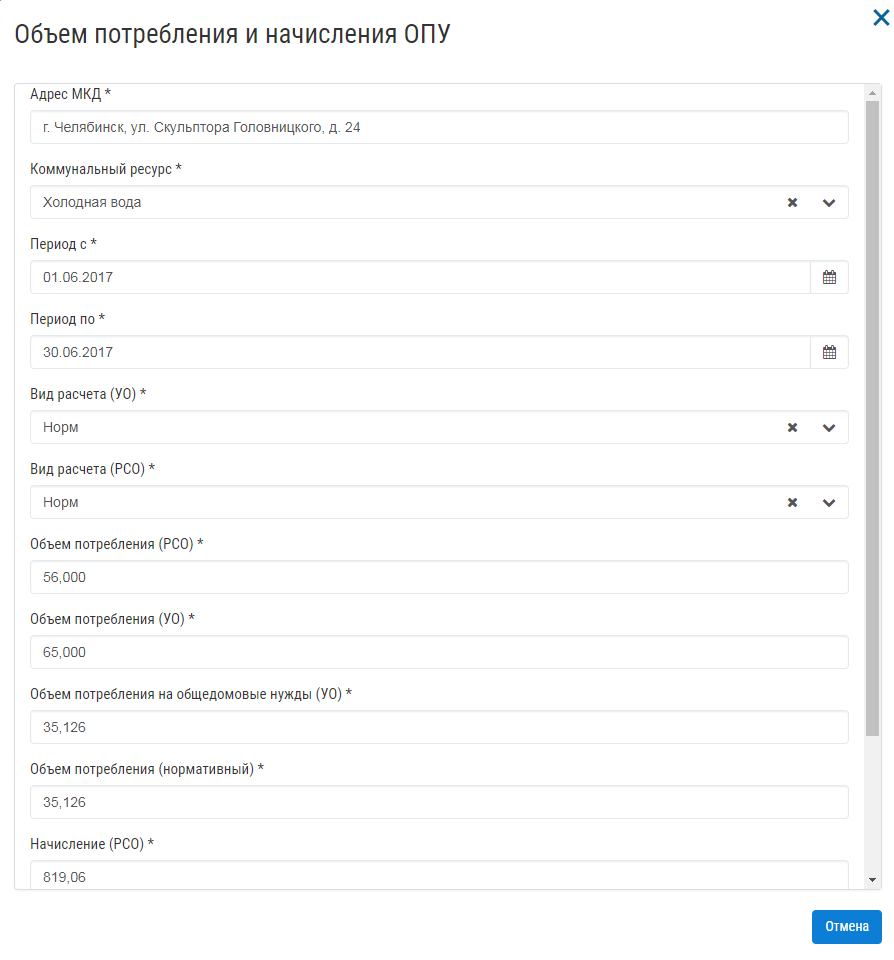 Объем потребления и начисления ОПУ
Адрес МКД *
г. Челябинск, ул. Скульптора Головницкого, д. 24
Коммунальный ресурс *
Холодная вода
Период с *
01.06.2017
Период по *
30.06.2017
Вид расчета (УО) *
Норм
Вид расчета (РСО) *
Норм
Объем потребления (РСО) *
56,000
Объем потребления (УО) *
65,000
Объем потребления на общедомовые нужды (УО) *
35,126
Объем потребления (нормативный) *
35,126
Начисление (РСО) *
819,06
Отмена